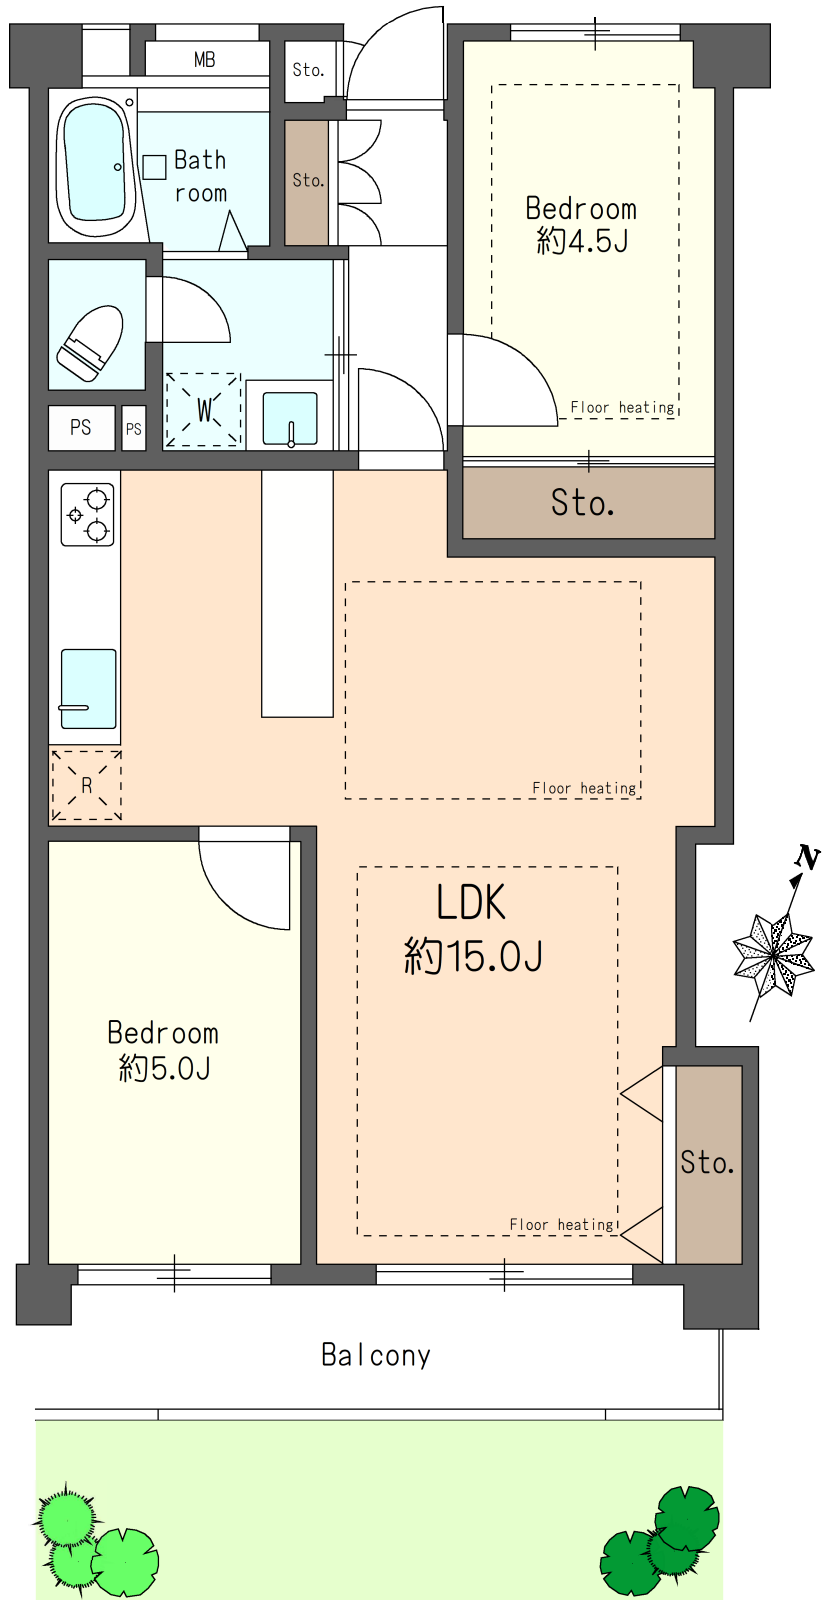 MB
Sto.
Bath
room
Sto.
Bedroom
約4.5J
Floor heating
W
PS
PS
Sto.
Floor heating
R
N
LDK
約15.0J
Bedroom
約5.0J
Sto.
Floor heating
Balcony